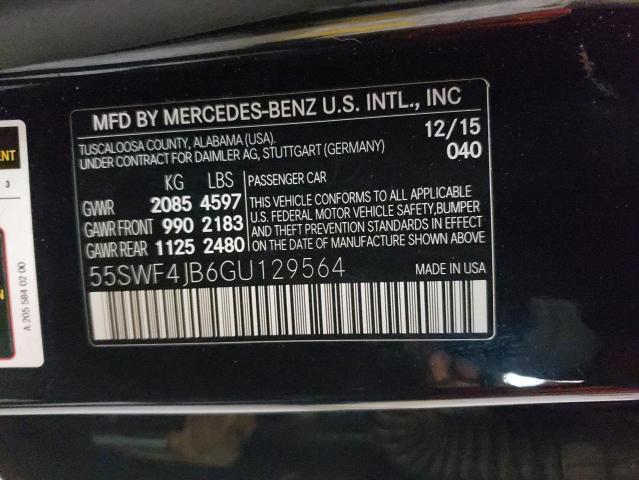 MFD BY MERCEDES-BENZ U.S. INTL., INC
TUSCALOOSA COUNTY, ALABAMA (USA). 12/15
UNDER CONTRACT FOR DAIMLER AG, STUTTGART (GERMANY) 040
KG LBS PASSENGER CAR
GVWR 2085 4597 THIS VEHICLE CONFORMS TO ALL APPLICABLE
U.S. FEDERAL MOTOR VEHICLE SAFETY,BUMPER
GAWR FRONT 990 2183 AND THEFT PREVENTION STANDARDS IN EFFECT
GAWR REAR 1125 2480 ON THE DATE OF MANUFACTURE SHOWN ABOVE.
55SWF4JB6GU129564 MADE IN USA
3
A 205 584 02 00